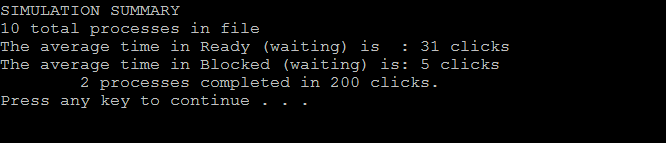 SIMULATION SUMMARY
10 total processes in file
The average time in Ready (waiting) is  : 31 clicks
The average time in Blocked (waiting) is: 5 clicks
        2 processes completed in 200 clicks.
Press any key to continue . . .